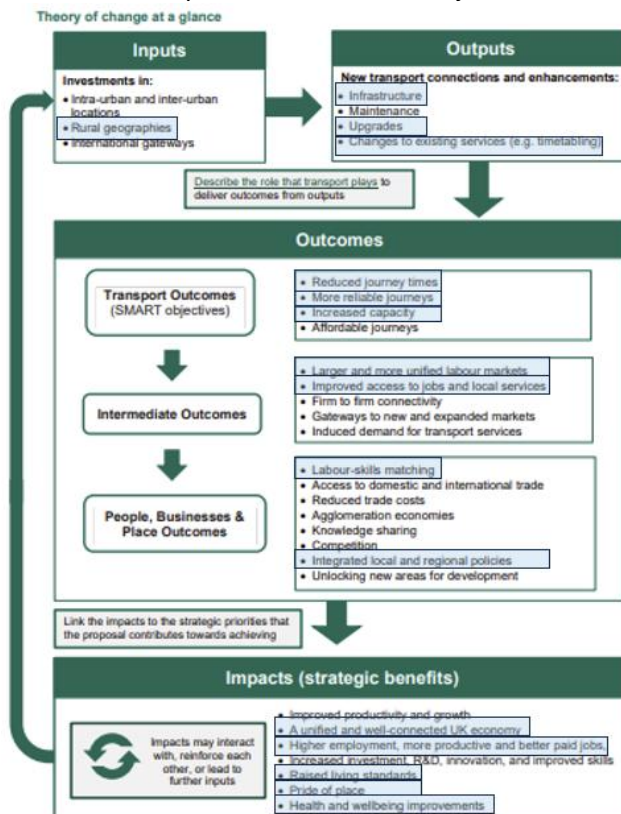 Theory of change at a glance
Inputs
Investments in:
• Intra-urban and inter-urban
locations
• Rural geographies
• International gateways
Outputs
New transport connections and enhancements:
• Infrastructure
• Maintenance
• Upgrades
• Changes to existing services (e.g. timetabling)
Describe the role that transport plays to
deliver outcomes from outputs
Outcomes
Transport Outcomes
(SMART objectives)
• Reduced journey times
• More reliable journeys
• Increased capacity
• Affordable journeys
Intermediate Outcomes
• Larger and more unified labour markets
• Improved access to jobs and local services
• Firm to firm connectivity
• Gateways to new and expanded markets
• Induced demand for transport services
People, Businesses &
Place Outcomes
• Labour-skills matching
• Access to domestic and international trade
• Reduced trade costs
• Agglomeration economies
• Knowledge sharing
• Competition
• Integrated local and regional policies
• Unlocking new areas for development
Link the impacts to the strategic priorities that
the proposal contributes towards achieving
Impacts (strategic benefits)
Impacts may interact
with, reinforce each
other, or lead to
further inputs
• Improved productivity and growth
• A unified and well-connected UK economy
• Higher employment, more productive and better paid jobs,
• Increased investment, R&D, innovation, and improved skills
• Raised living standards
• Pride of place
• Health and wellbeing improvements